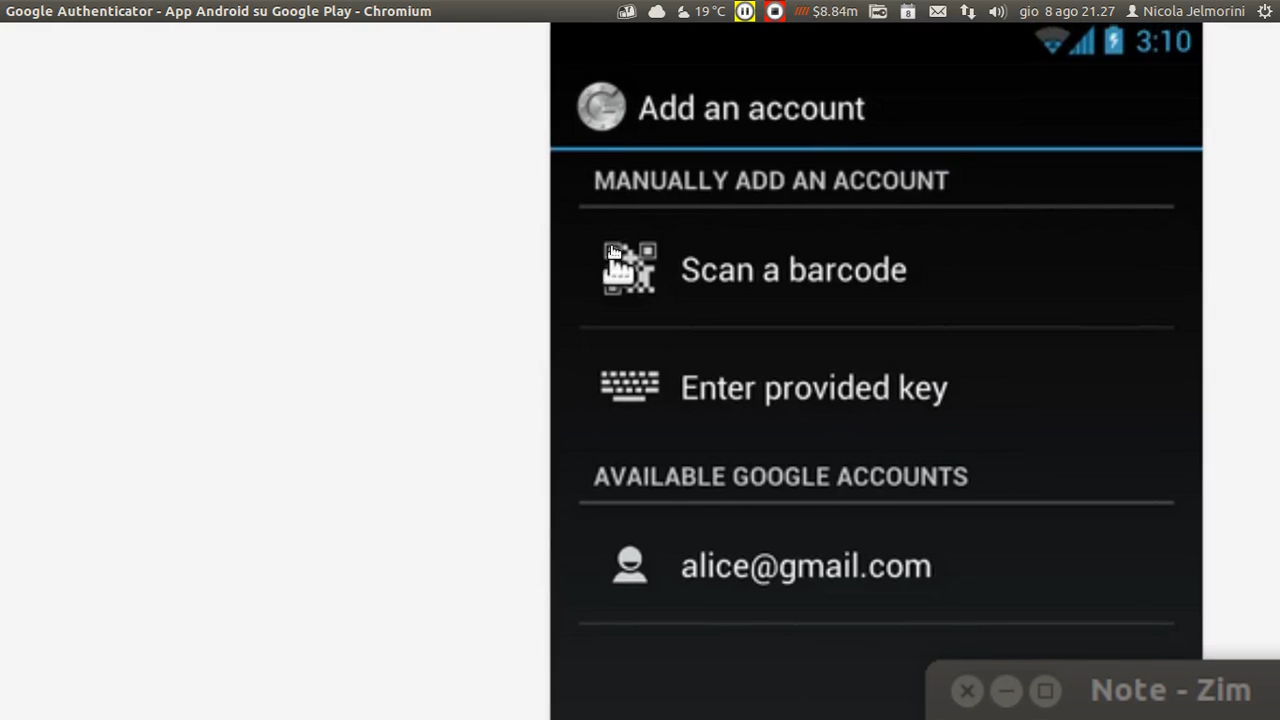 Google Authenticator - App Android su Google Play - Chromium
19 °C
$8.84m
8
gio 8 ago 21.27
Nicola Jelmorini
3:10
Add an account
MANUALLY ADD AN ACCOUNT
Scan a barcode
Enter provided key
AVAILABLE GOOGLE ACCOUNTS
alice@gmail.com
Note - Zim